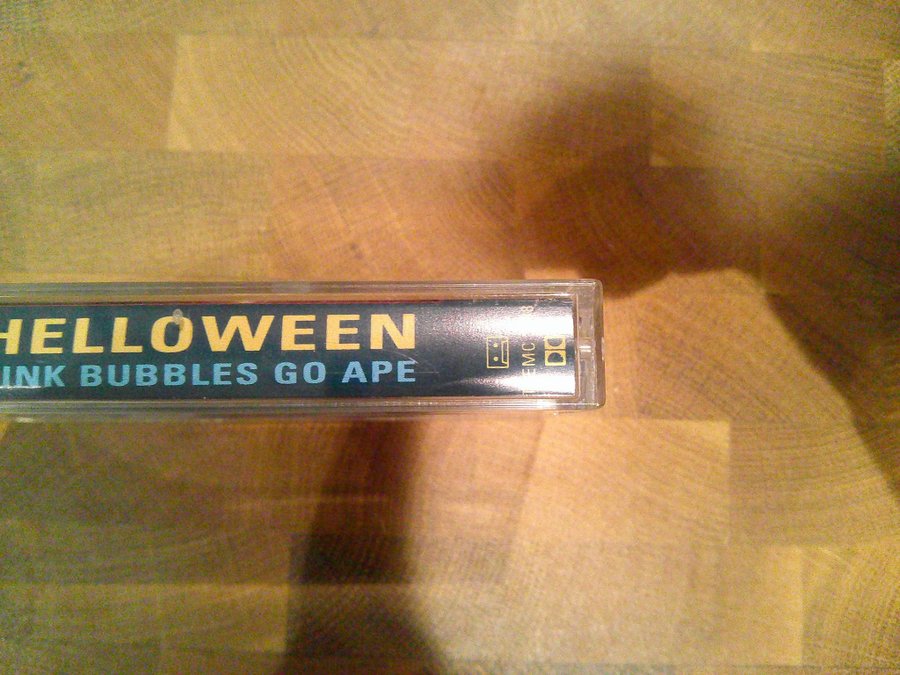 HELLOWEEN
INK BUBBLES GO APE